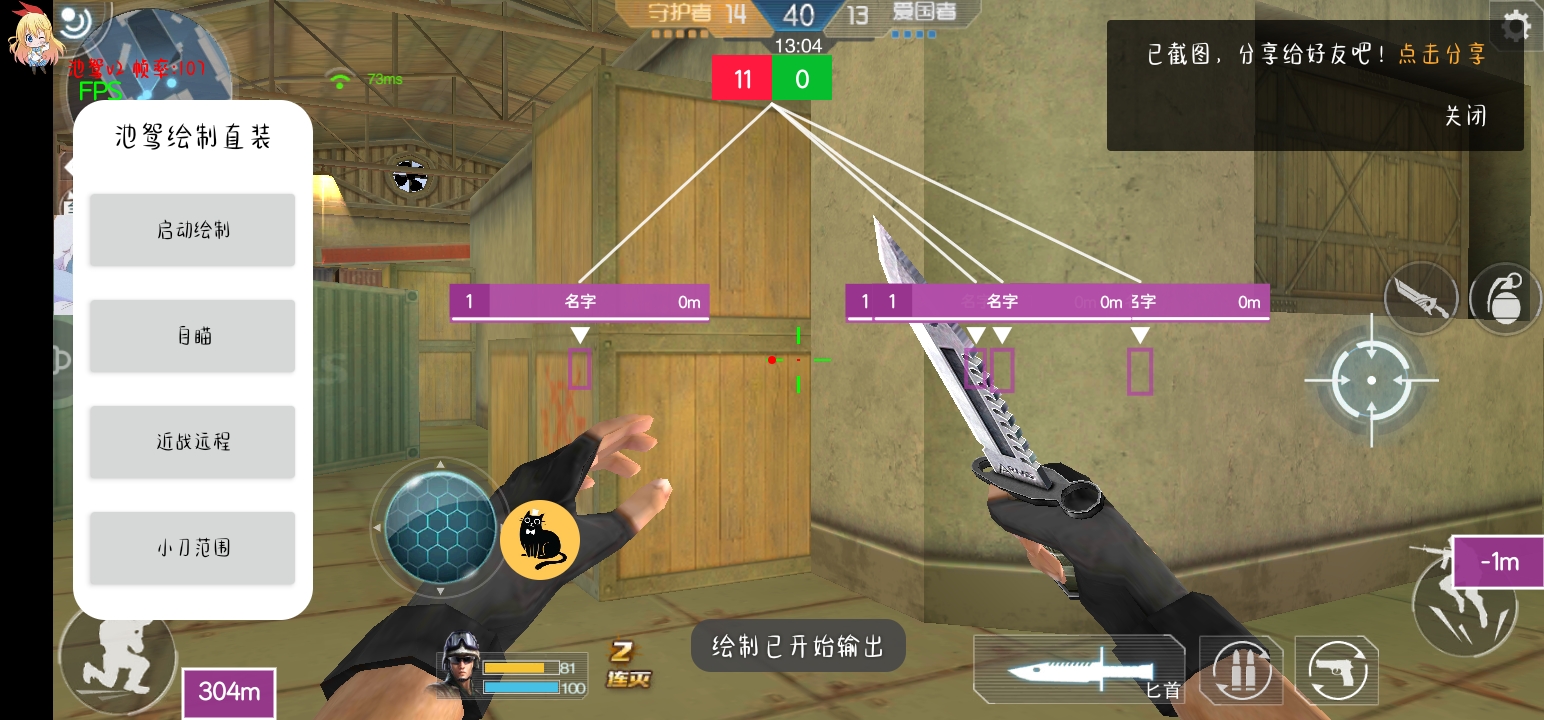 守护者 14 40 13 爱国者
13:04
池鸳v2 帧率:107
FPS
73ms
11 0
已截图，分享给好友吧！点击分享
关闭
池鸳绘制直装
启动绘制
自瞄
近战远程
小刀范围
1 名字 0m
1 1 名字 0m 名字 0m
-1m
304m
81
100
2
连灭
绘制已开始输出
匕首